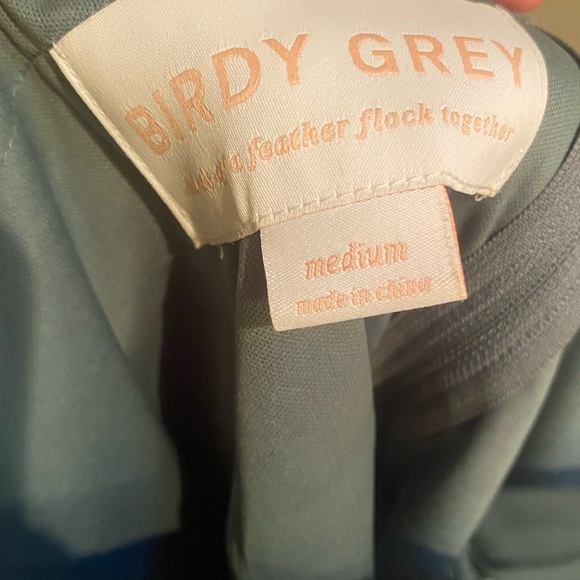 BIRDY GREY
feather flock together
medium
made in china